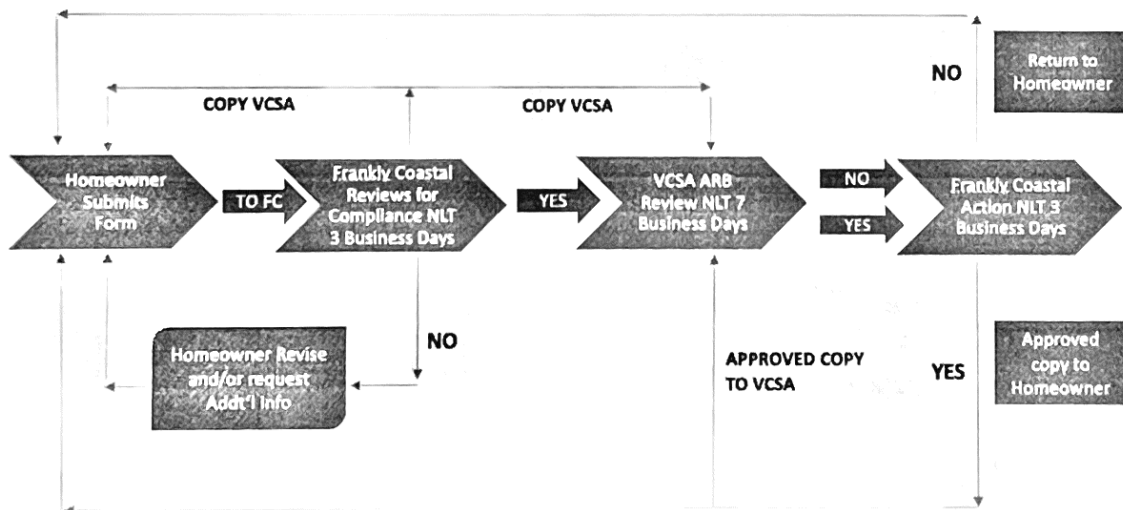 NO
Return to
Homeowner
COPY VCSA
COPY VCSA
Homeowner
Submits
Form
TO FC
Frankly Coastal
Reviews for
Compliance NLT
3 Business Days
YES
VCSA ARB
Review NLT 7
Business Days
NO
YES
Frankly Coastal
Action NLT 3
Business Days
Homeowner Revise
and/or request
Addt'l Info
NO
APPROVED COPY
TO VCSA
YES
Approved
copy to
Homeowner